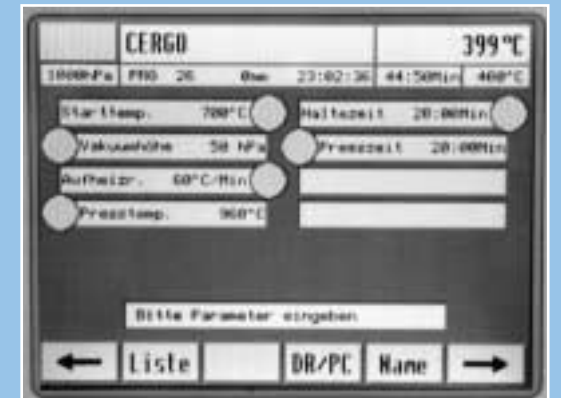 CERGO 399°C
1000hPa PRG 26 0mm 23:02:36 44:50Min 400°C
Starttemp. 700°C Haltezeit 20:00Min
Vakuumhöhe 50 hPa Presszeit 20:00Min
Aufheizr. 60°C/Min
Presstemp. 960°C
Bitte Parameter eingeben
← Liste DR/PC Name →